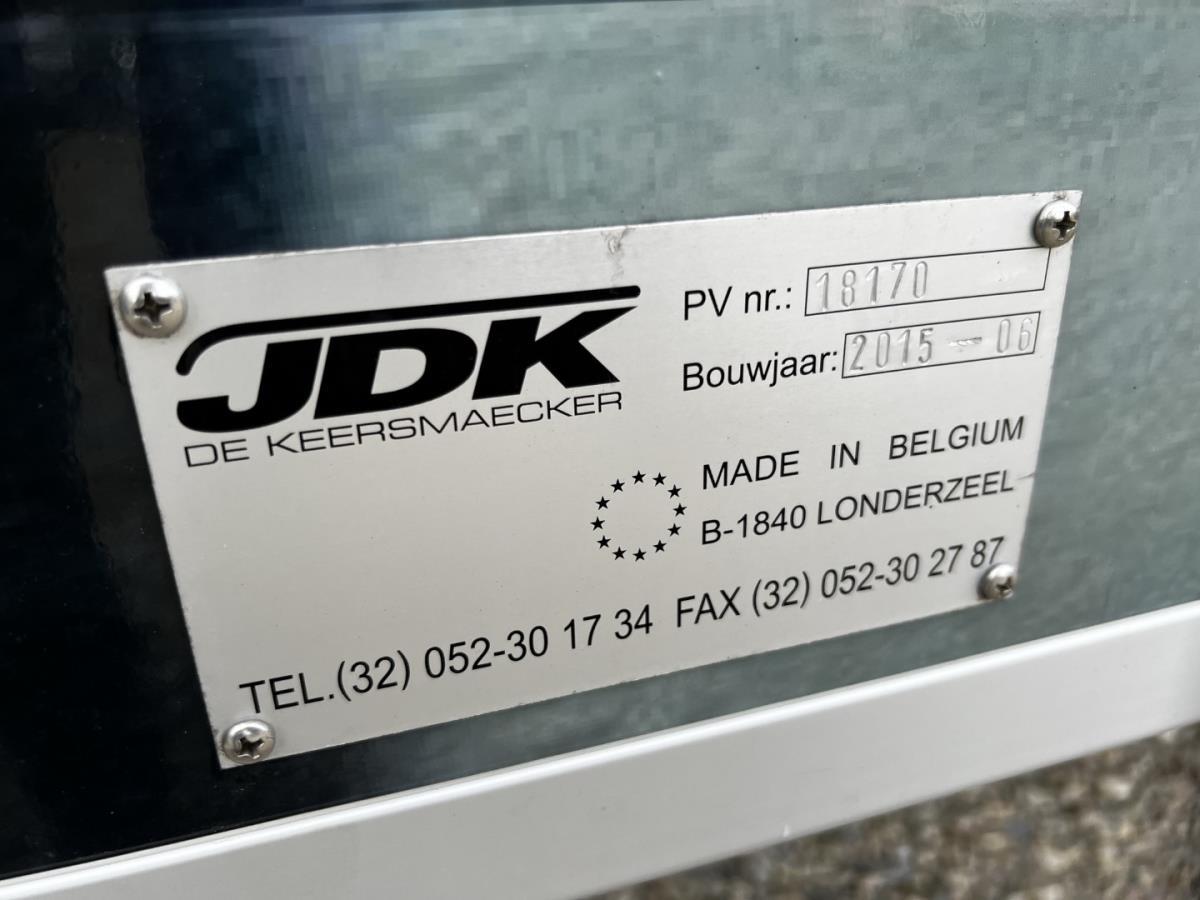 JDK
DE KEERSMAECKER
PV nr.: 18170
Bouwjaar: 2015-06
MADE IN BELGIUM
B-1840 LONDERZEEL
TEL.(32) 052-30 17 34 FAX (32) 052-30 27 87